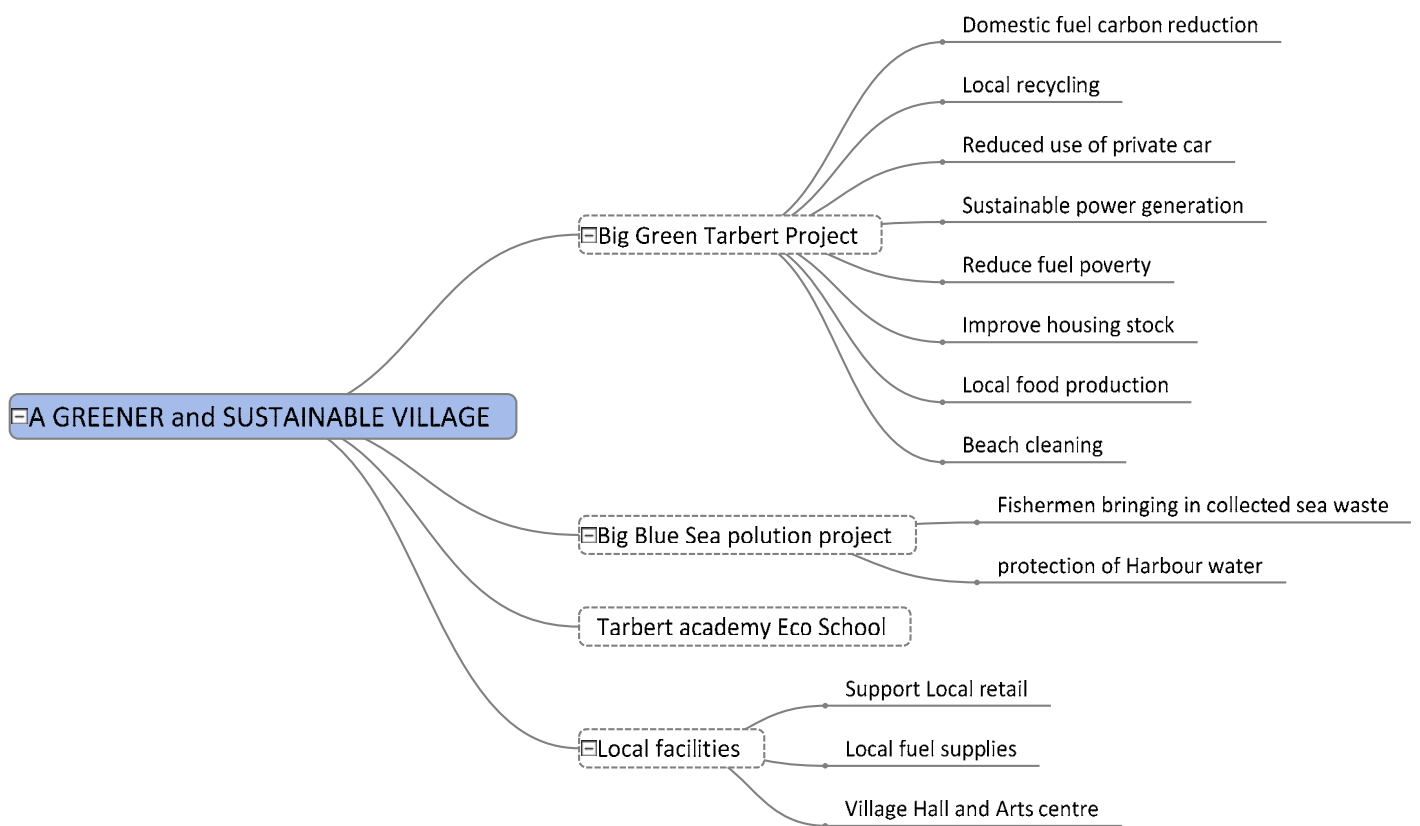 A GREENER and SUSTAINABLE VILLAGE
Big Green Tarbert Project
Domestic fuel carbon reduction
Local recycling
Reduced use of private car
Sustainable power generation
Reduce fuel poverty
Improve housing stock
Local food production
Beach cleaning
Big Blue Sea polution project
Fishermen bringing in collected sea waste
protection of Harbour water
Tarbert academy Eco School
Local facilities
Support Local retail
Local fuel supplies
Village Hall and Arts centre